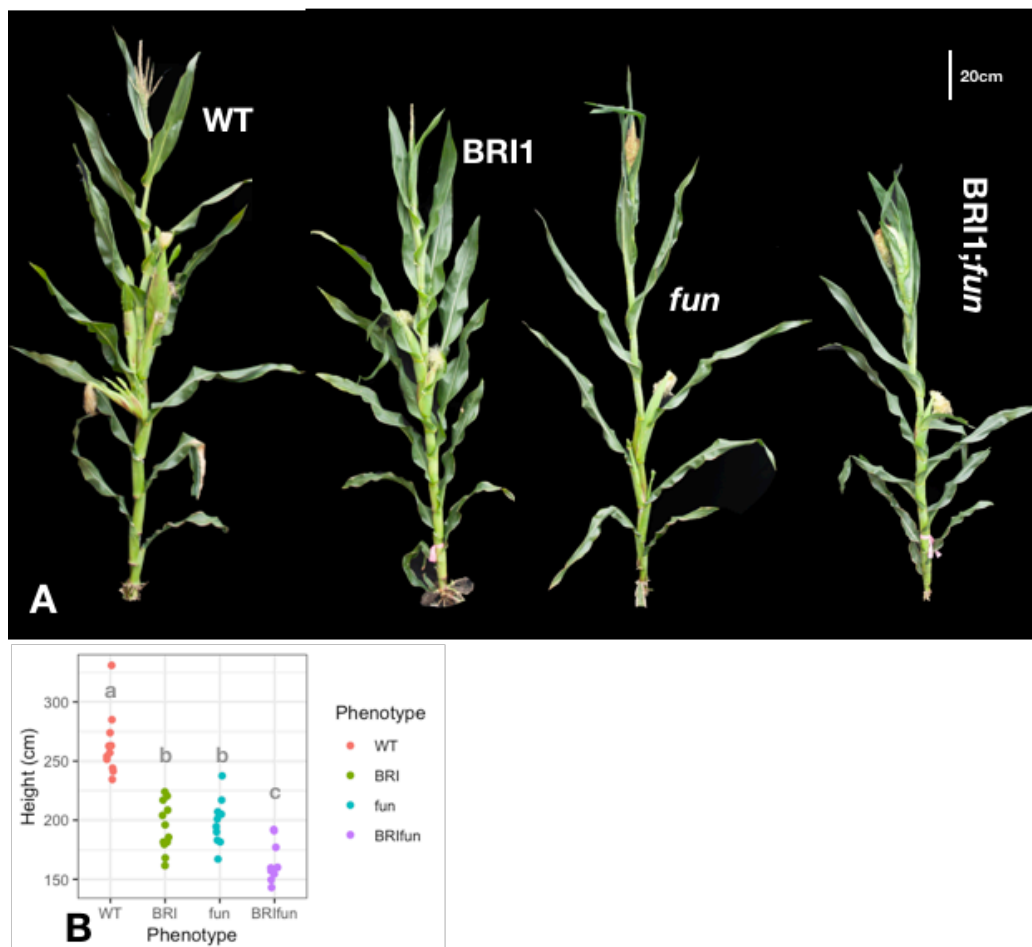 WT
BRI1
fun
BRI1;fun
20cm
A
Height (cm)
300
250
200
150
a
b
b
c
WT
BRI
fun
BRIfun
Phenotype
B
Phenotype
WT
BRI
fun
BRIfun